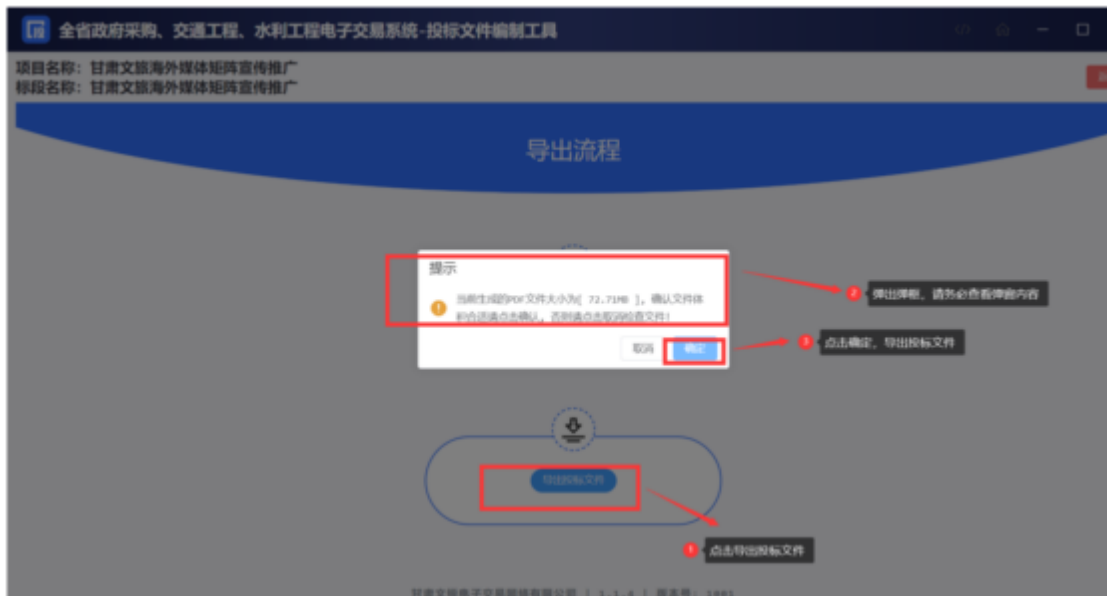 全省政府采购、交通工程、水利工程电子交易系统-投标文件编制工具
项目名称：甘肃文旅海外媒体矩阵宣传推广
标段名称：甘肃文旅海外媒体矩阵宣传推广
导出流程
提示
当前生成的PDF文件大小为[ 72.71MB ]，确认文件体
积合适请点击确认，否则请点击取消检查文件！
取消 确定
2 弹出弹框，请务必查看弹窗内容
3 点击确定，导出投标文件
导出投标文件
1 点击导出投标文件